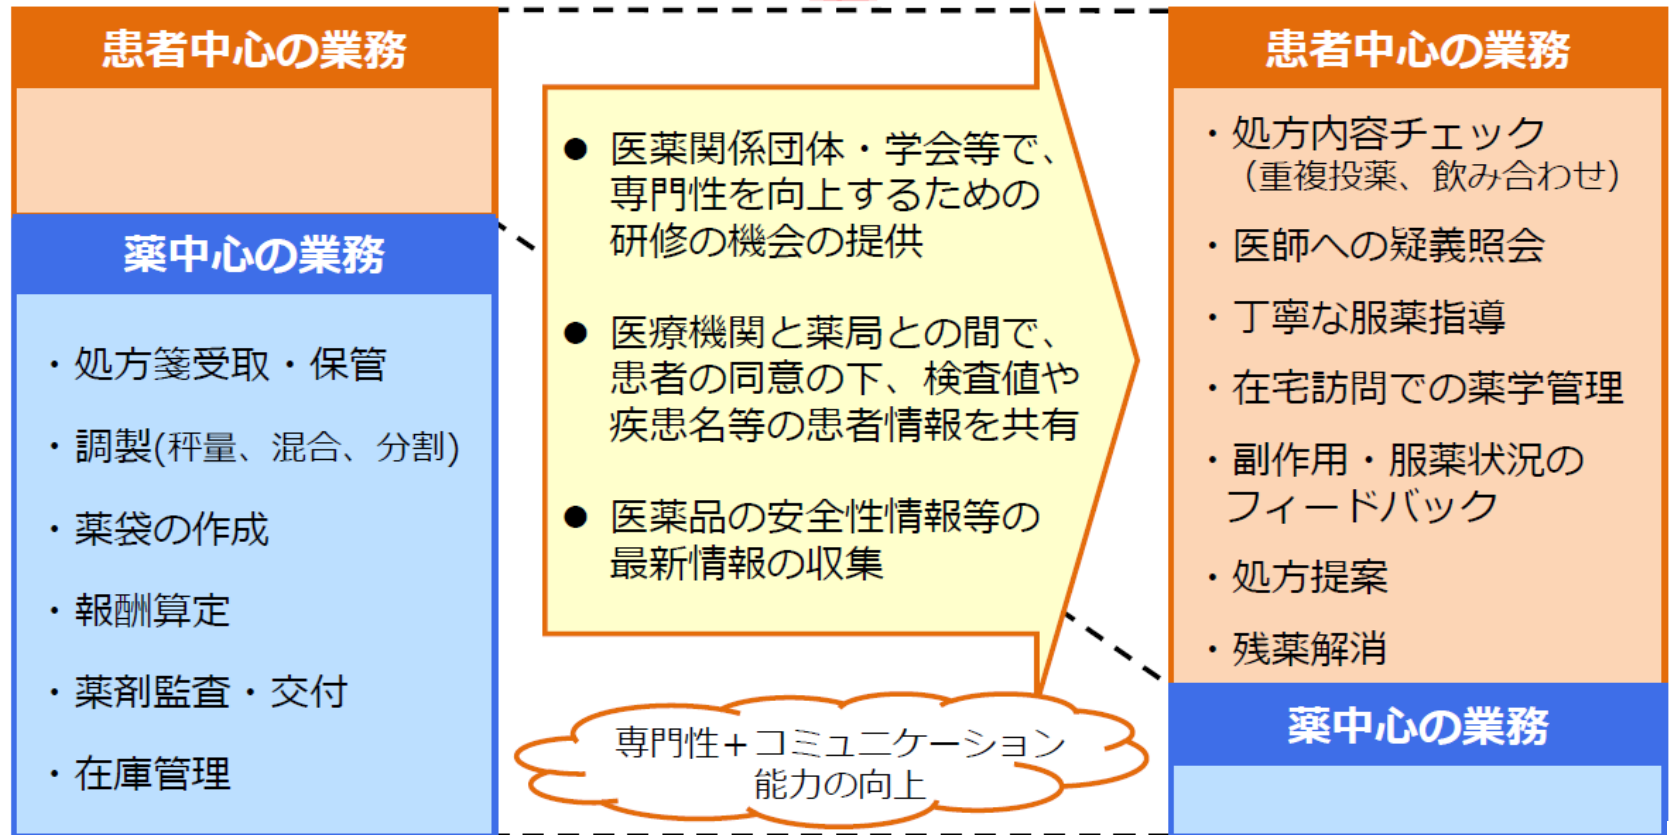 患者中心の業務
薬中心の業務
・処方箋受取・保管
・調製(秤量、混合、分割)
・薬袋の作成
・報酬算定
・薬剤監査・交付
・在庫管理
● 医薬関係団体・学会等で、
専門性を向上するための
研修の機会の提供
● 医療機関と薬局との間で、
患者の同意の下、検査値や
疾患名等の患者情報を共有
● 医薬品の安全性情報等の
最新情報の収集
専門性+コミュニケーション
能力の向上
患者中心の業務
・処方内容チェック
（重複投薬、飲み合わせ）
・医師への疑義照会
・丁寧な服薬指導
・在宅訪問での薬学管理
・副作用・服薬状況の
フィードバック
・処方提案
・残薬解消
薬中心の業務